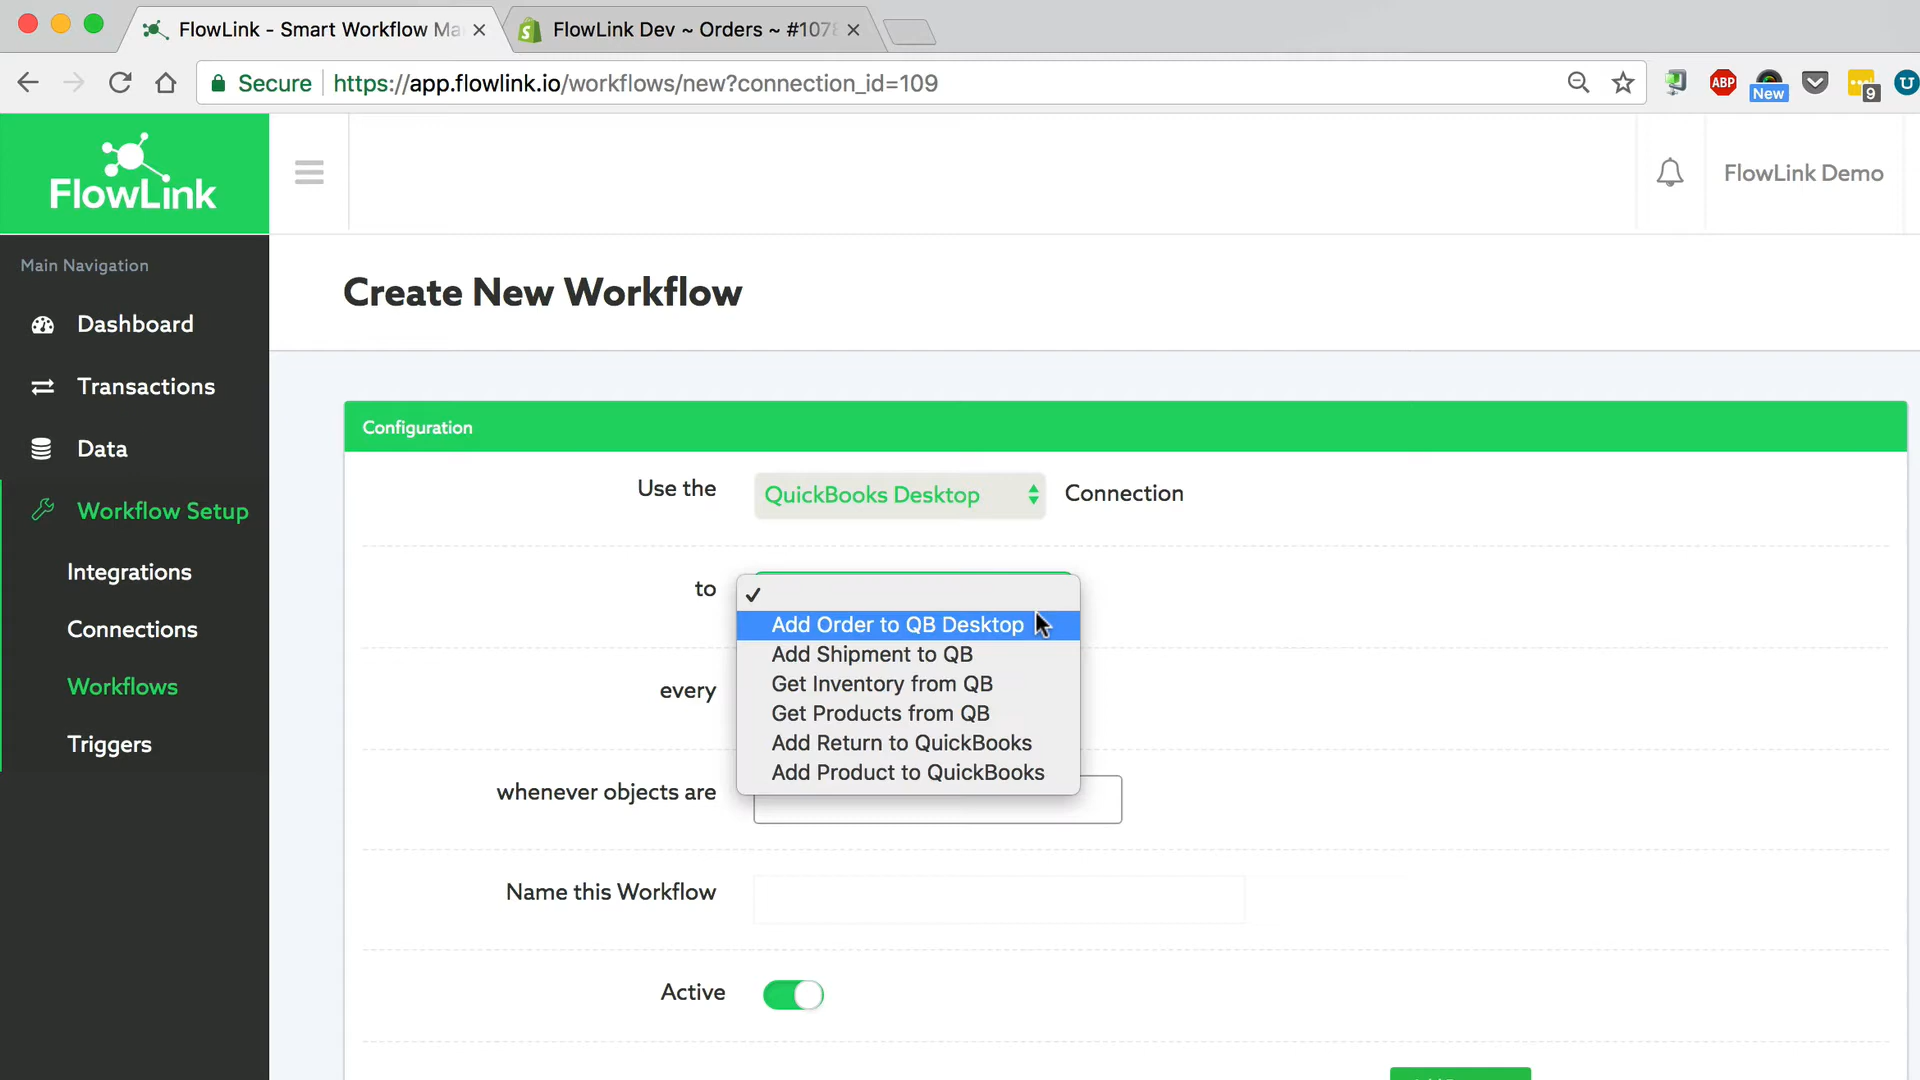 FlowLink - Smart Workflow Ma
FlowLink Dev ~ Orders ~ #1078
Secure
https://app.flowlink.io/workflows/new?connection_id=109
ABP
New
9
U
FlowLink
FlowLink Demo
Main Navigation
Create New Workflow
Dashboard
Transactions
Data
Workflow Setup
Integrations
Connections
Workflows
Triggers
Configuration
Use the
QuickBooks Desktop
Connection
to
Add Order to QB Desktop
Add Shipment to QB
Get Inventory from QB
Get Products from QB
Add Return to QuickBooks
Add Product to QuickBooks
every
whenever objects are
Name this Workflow
Active